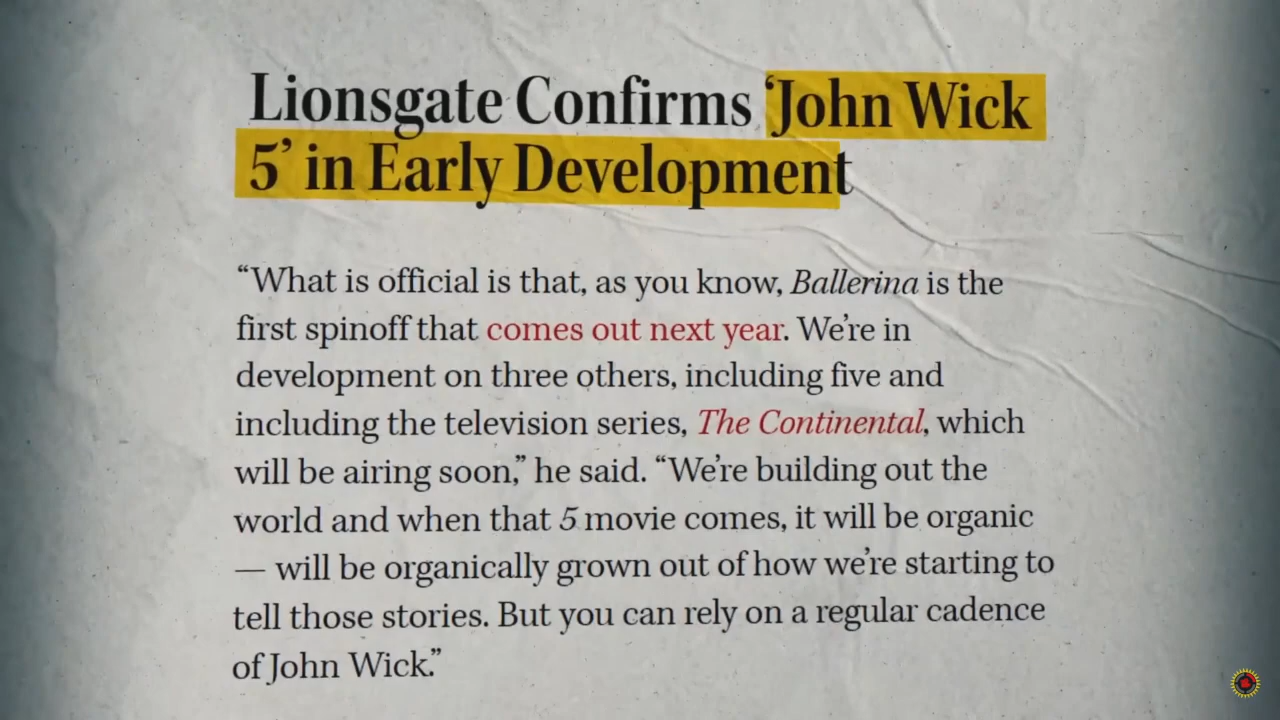 Lionsgate Confirms ‘John Wick
5’ in Early Development
“What is official is that, as you know, Ballerina is the
first spinoff that comes out next year. We’re in
development on three others, including five and
including the television series, The Continental, which
will be airing soon,” he said. “We’re building out the
world and when that 5 movie comes, it will be organic
— will be organically grown out of how we’re starting to
tell those stories. But you can rely on a regular cadence
of John Wick.”